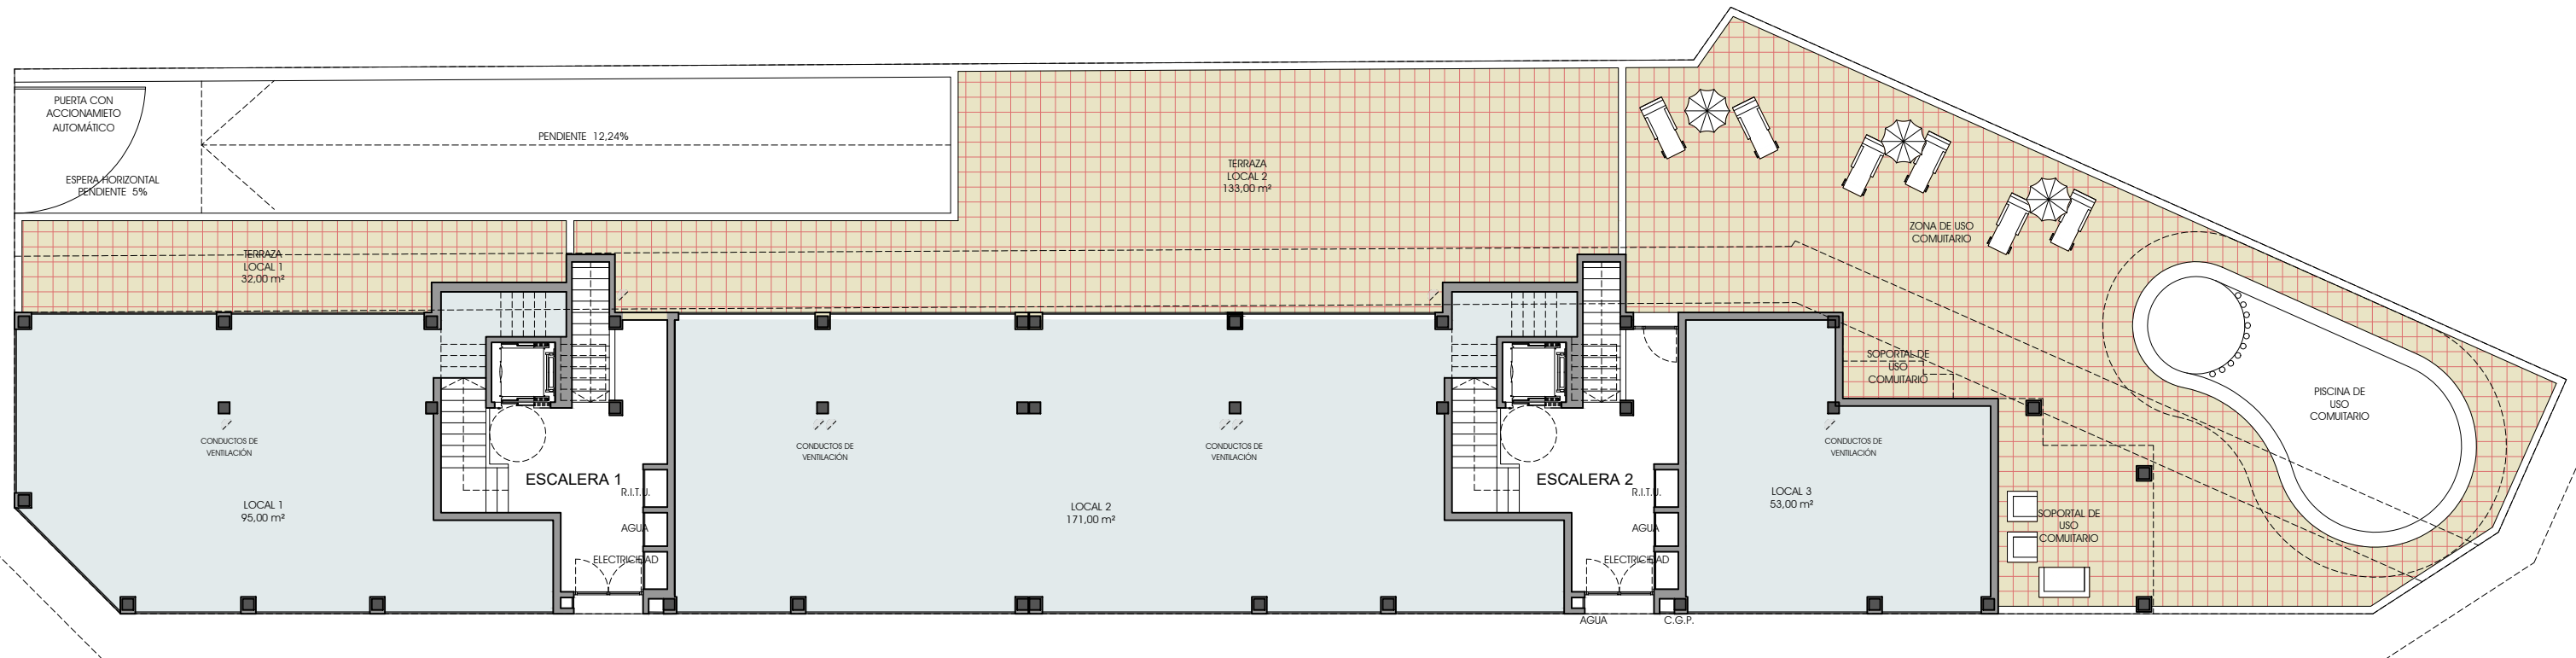 PUERTA CON
ACCIONAMIETO
AUTOMÁTICO
ESPERA HORIZONTAL
PENDIENTE 5%
PENDIENTE 12,24%
TERRAZA
LOCAL 1
32,00 m²
TERRAZA
LOCAL 2
133,00 m²
ZONA DE USO
COMUITARIO
SOPORTAL DE
USO
COMUITARIO
PISCINA DE
USO
COMUITARIO
CONDUCTOS DE
VENTILACIÓN
CONDUCTOS DE
VENTILACIÓN
CONDUCTOS DE
VENTILACIÓN
CONDUCTOS DE
VENTILACIÓN
LOCAL 1
95,00 m²
ESCALERA 1
R.I.T.U.
AGUA
ELECTRICIDAD
LOCAL 2
171,00 m²
ESCALERA 2
R.I.T.U.
AGUA
ELECTRICIDAD
LOCAL 3
53,00 m²
SOPORTAL DE
USO
COMUITARIO
AGUA
C.G.P.